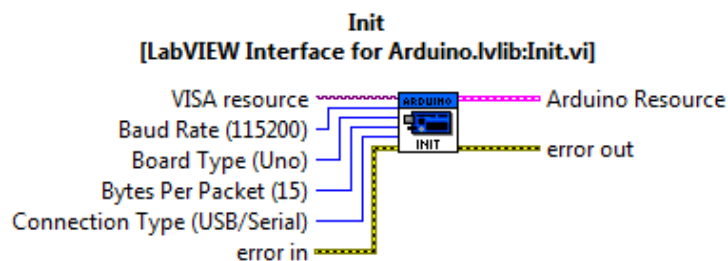 Init
[LabVIEW Interface for Arduino.lvlib:Init.vi]
VISA resource
Baud Rate (115200)
Board Type (Uno)
Bytes Per Packet (15)
Connection Type (USB/Serial)
error in
ARDUINO
INIT
Arduino Resource
error out